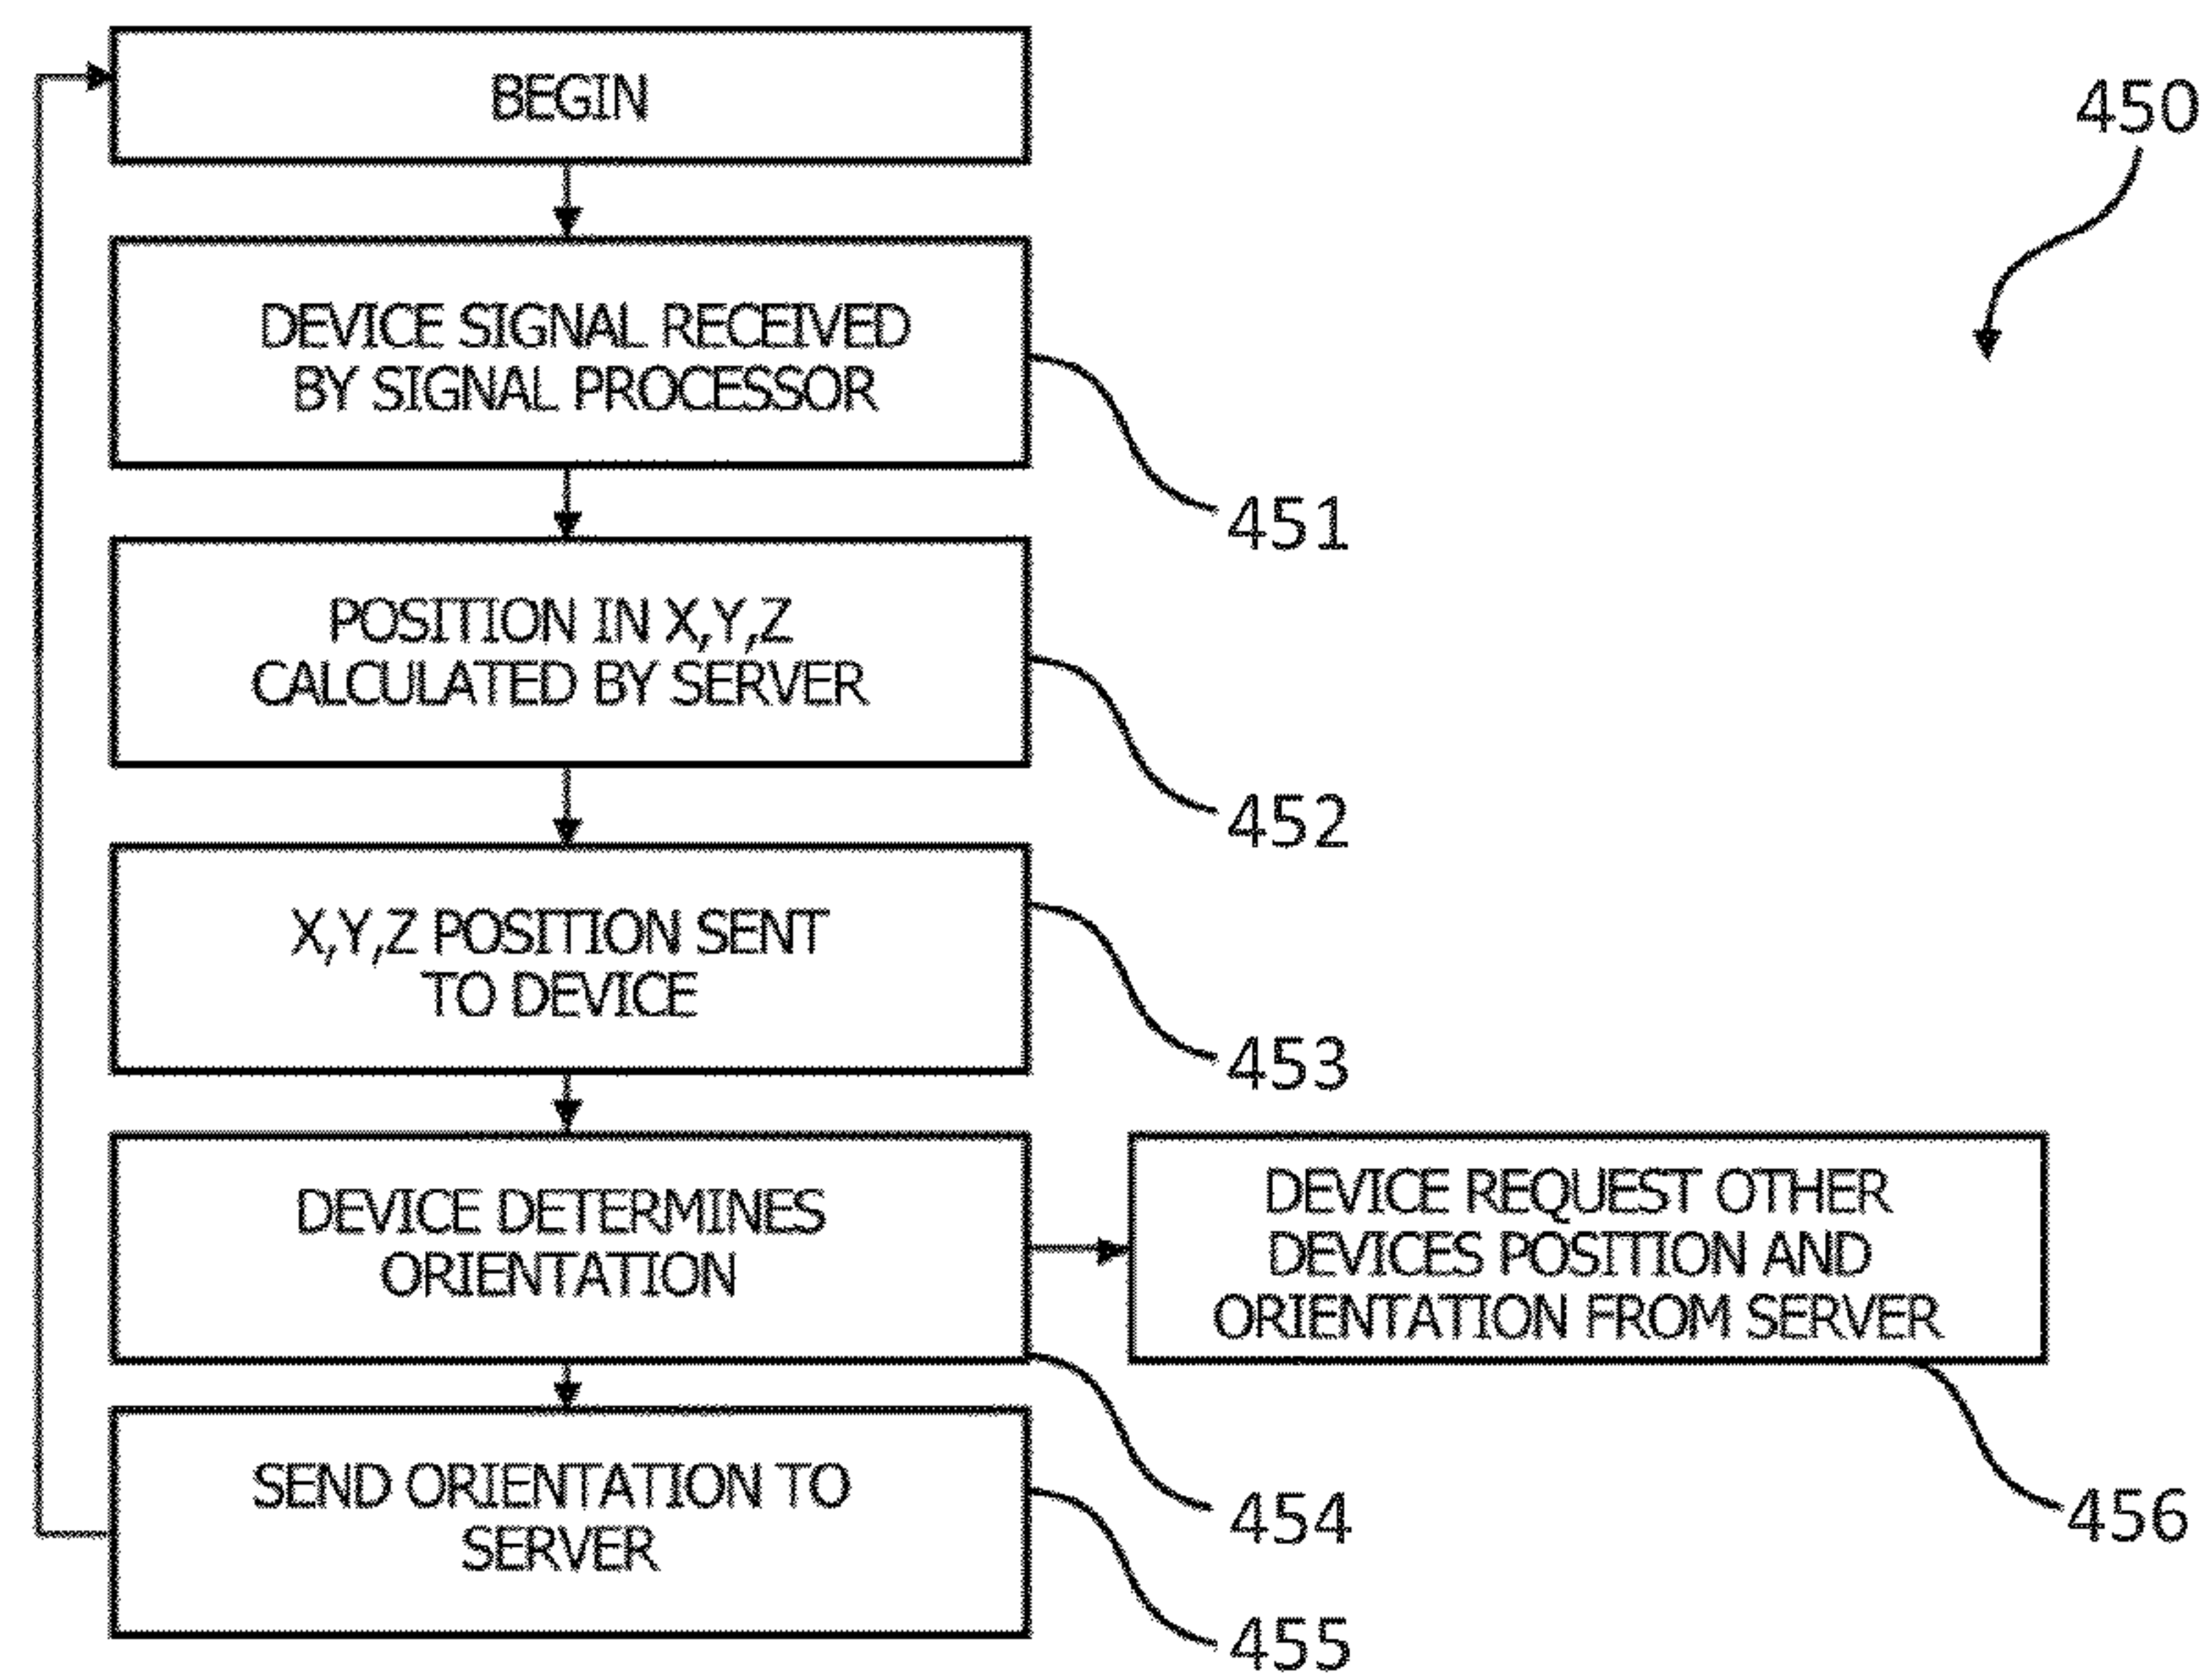 BEGIN
450
DEVICE SIGNAL RECEIVED
BY SIGNAL PROCESSOR
451
POSITION IN X,Y,Z
CALCULATED BY SERVER
452
X,Y,Z POSITION SENT
TO DEVICE
453
DEVICE DETERMINES
ORIENTATION
454
DEVICE REQUEST OTHER
DEVICES POSITION AND
ORIENTATION FROM SERVER
456
SEND ORIENTATION TO
SERVER
455